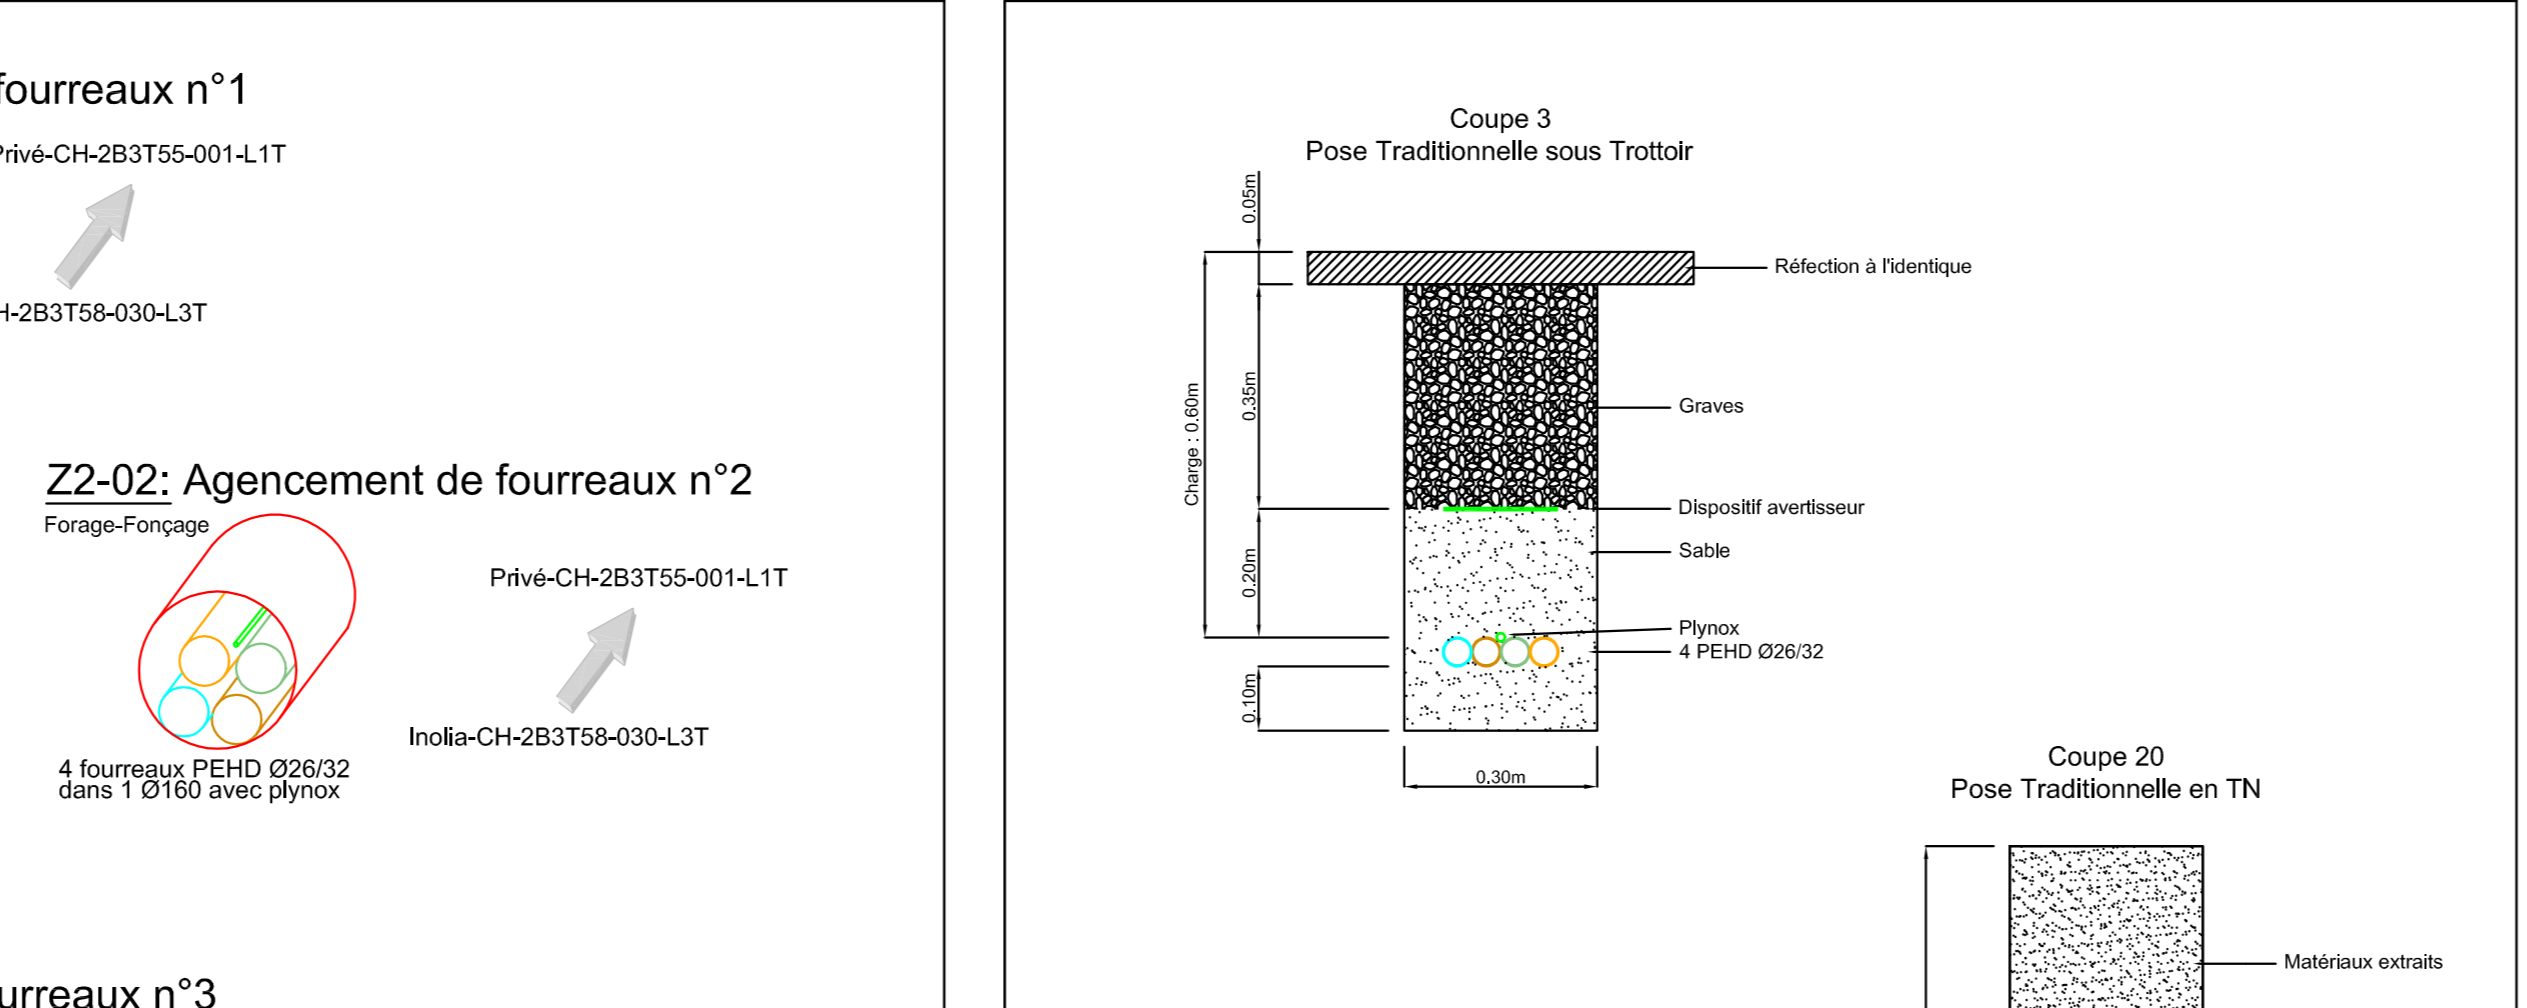 fourreaux n°1
Privé-CH-2B3T55-001-L1T
H-2B3T58-030-L3T
Z2-02: Agencement de fourreaux n°2
Forage-Fonçage
Privé-CH-2B3T55-001-L1T
Inolia-CH-2B3T58-030-L3T
4 fourreaux PEHD Ø26/32
dans 1 Ø160 avec plynox
urreaux n°3
Coupe 3
Pose Traditionnelle sous Trottoir
0.05m
Réfection à l'identique
Charge : 0.60m
0.35m
Graves
Dispositif avertisseur
Sable
0.20m
Plynox
4 PEHD Ø26/32
0.10m
0.30m
Coupe 20
Pose Traditionnelle en TN
Matériaux extraits